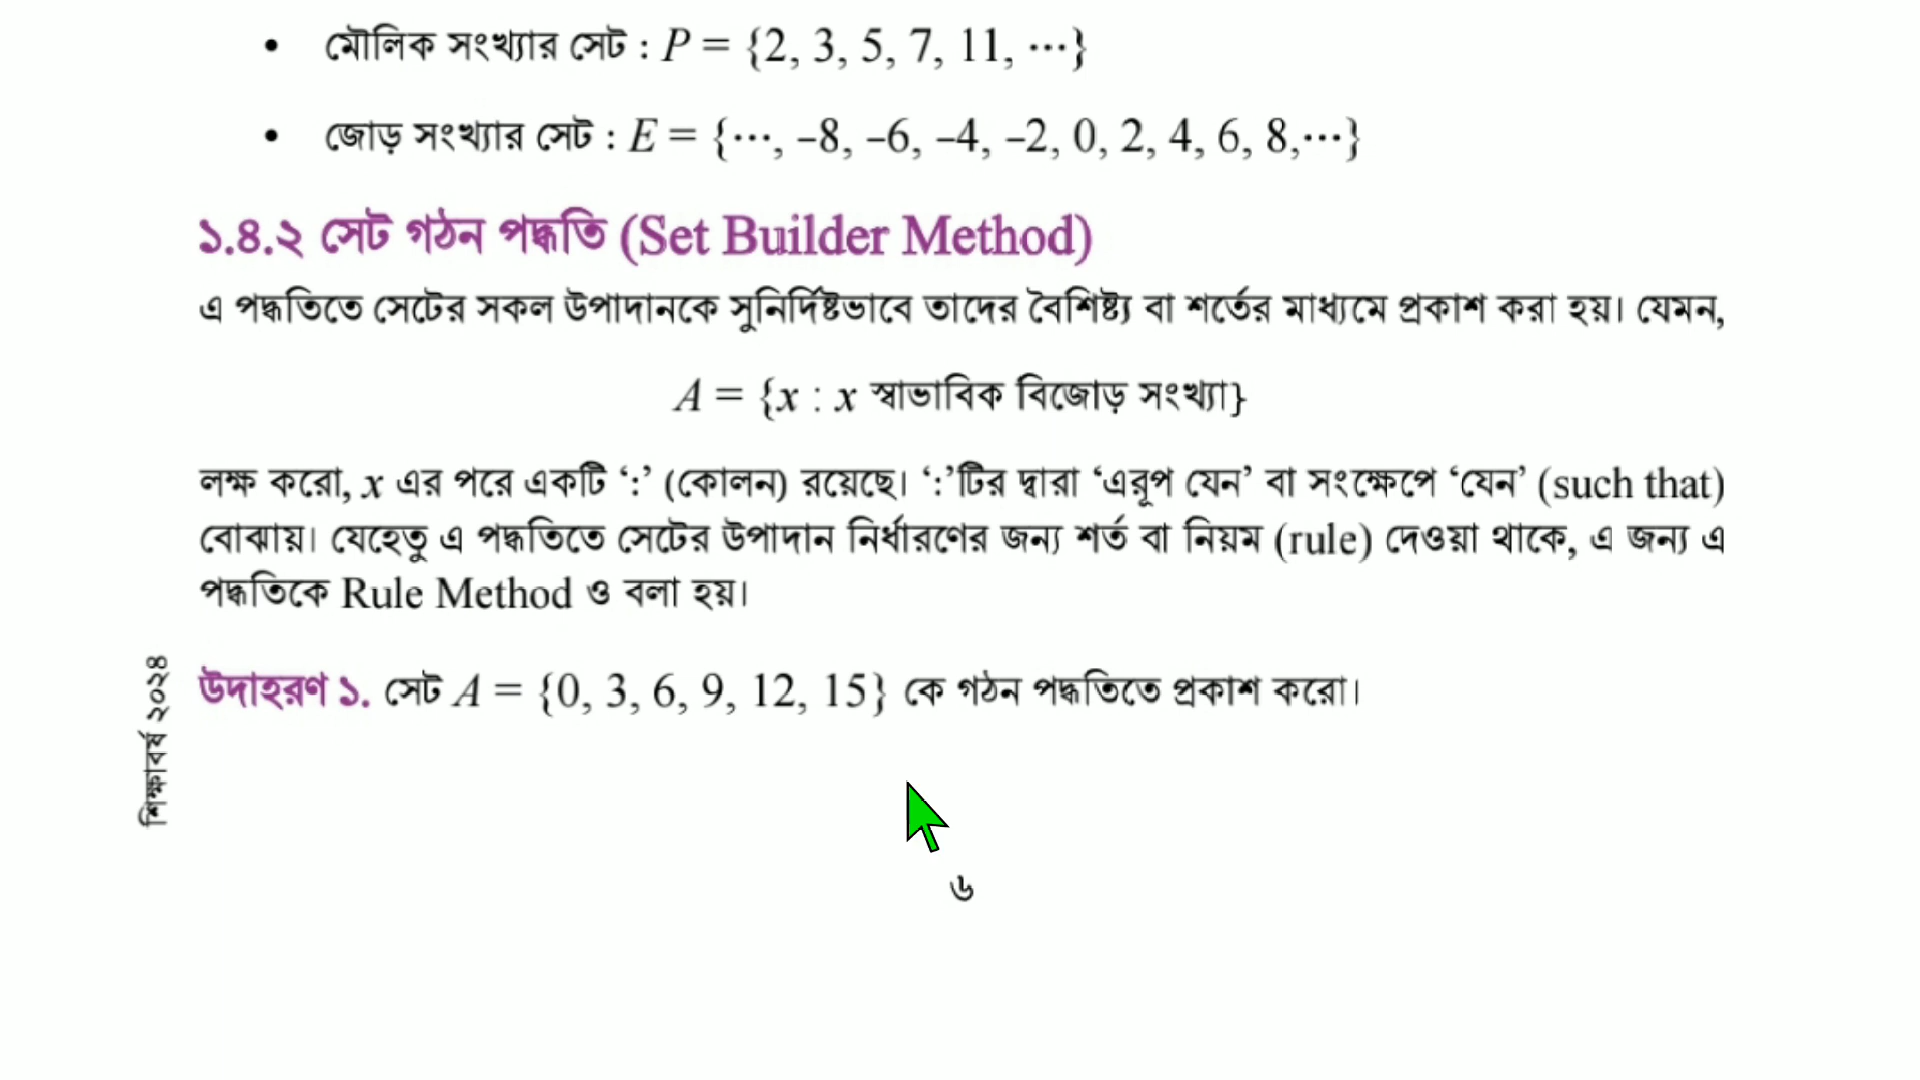 • মৌলিক সংখ্যার সেট : P = {2, 3, 5, 7, 11, ···}
• জোড় সংখ্যার সেট : E = {···, –8, –6, –4, –2, 0, 2, 4, 6, 8,···}
১.৪.২ সেট গঠন পদ্ধতি (Set Builder Method)
এ পদ্ধতিতে সেটের সকল উপাদানকে সুনির্দিষ্টভাবে তাদের বৈশিষ্ট্য বা শর্তের মাধ্যমে প্রকাশ করা হয়। যেমন,
A = {x : x স্বাভাবিক বিজোড় সংখ্যা}
লক্ষ করো, x এর পরে একটি ‘:’ (কোলন) রয়েছে। ‘:’টির দ্বারা ‘এরূপ যেন’ বা সংক্ষেপে ‘যেন’ (such that)
বোঝায়। যেহেতু এ পদ্ধতিতে সেটের উপাদান নির্ধারণের জন্য শর্ত বা নিয়ম (rule) দেওয়া থাকে, এ জন্য এ
পদ্ধতিকে Rule Method ও বলা হয়।
উদাহরণ ১. সেট A = {0, 3, 6, 9, 12, 15} কে গঠন পদ্ধতিতে প্রকাশ করো।
শিক্ষাবর্ষ ২০২৪
৬